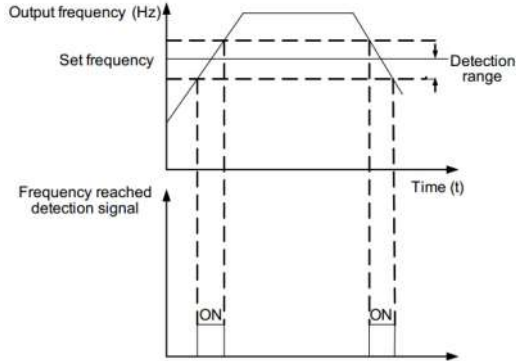 Output frequency (Hz)
Set frequency
Detection
range
Time (t)
Frequency reached
detection signal
ON
ON